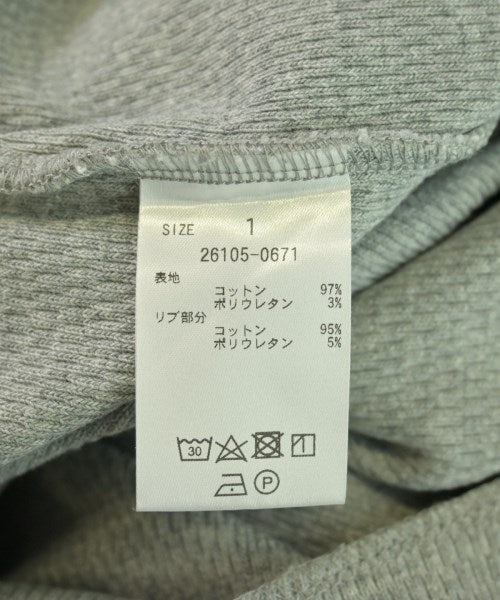 SIZE 1
26105-0671
表地
コットン 97%
ポリウレタン 3%
リブ部分
コットン 95%
ポリウレタン 5%
30
P